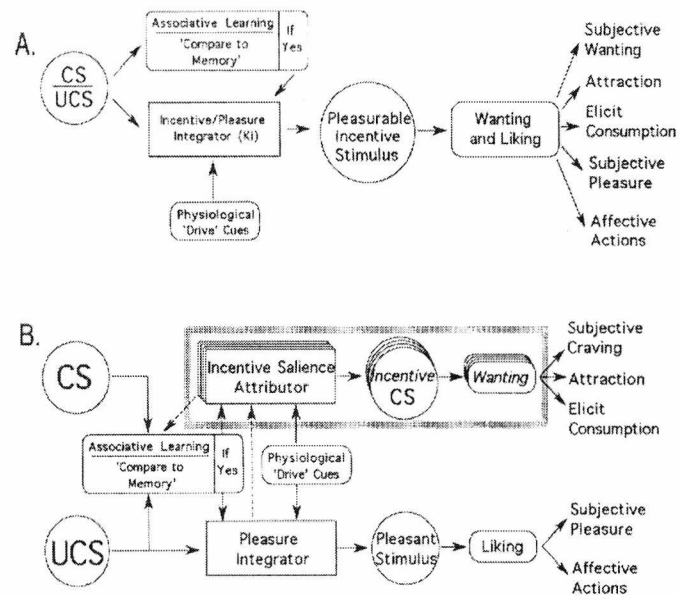 A.
CS
UCS
Associative Learning
'Compare to
Memory'
If
Yes
Incentive/Pleasure
Integrator (Ki)
Physiological
'Drive' Cues
Pleasurable
Incentive
Stimulus
Wanting
and Liking
Subjective
Wanting
Attraction
Elicit
Consumption
Subjective
Pleasure
Affective
Actions
B.
CS
Incentive Salience
Attributor
Incentive
CS
Wanting
Subjective
Craving
Attraction
Elicit
Consumption
Associative Learning
'Compare to
Memory'
If
Yes
Physiological
'Drive' Cues
UCS
Pleasure
Integrator
Pleasant
Stimulus
Liking
Subjective
Pleasure
Affective
Actions